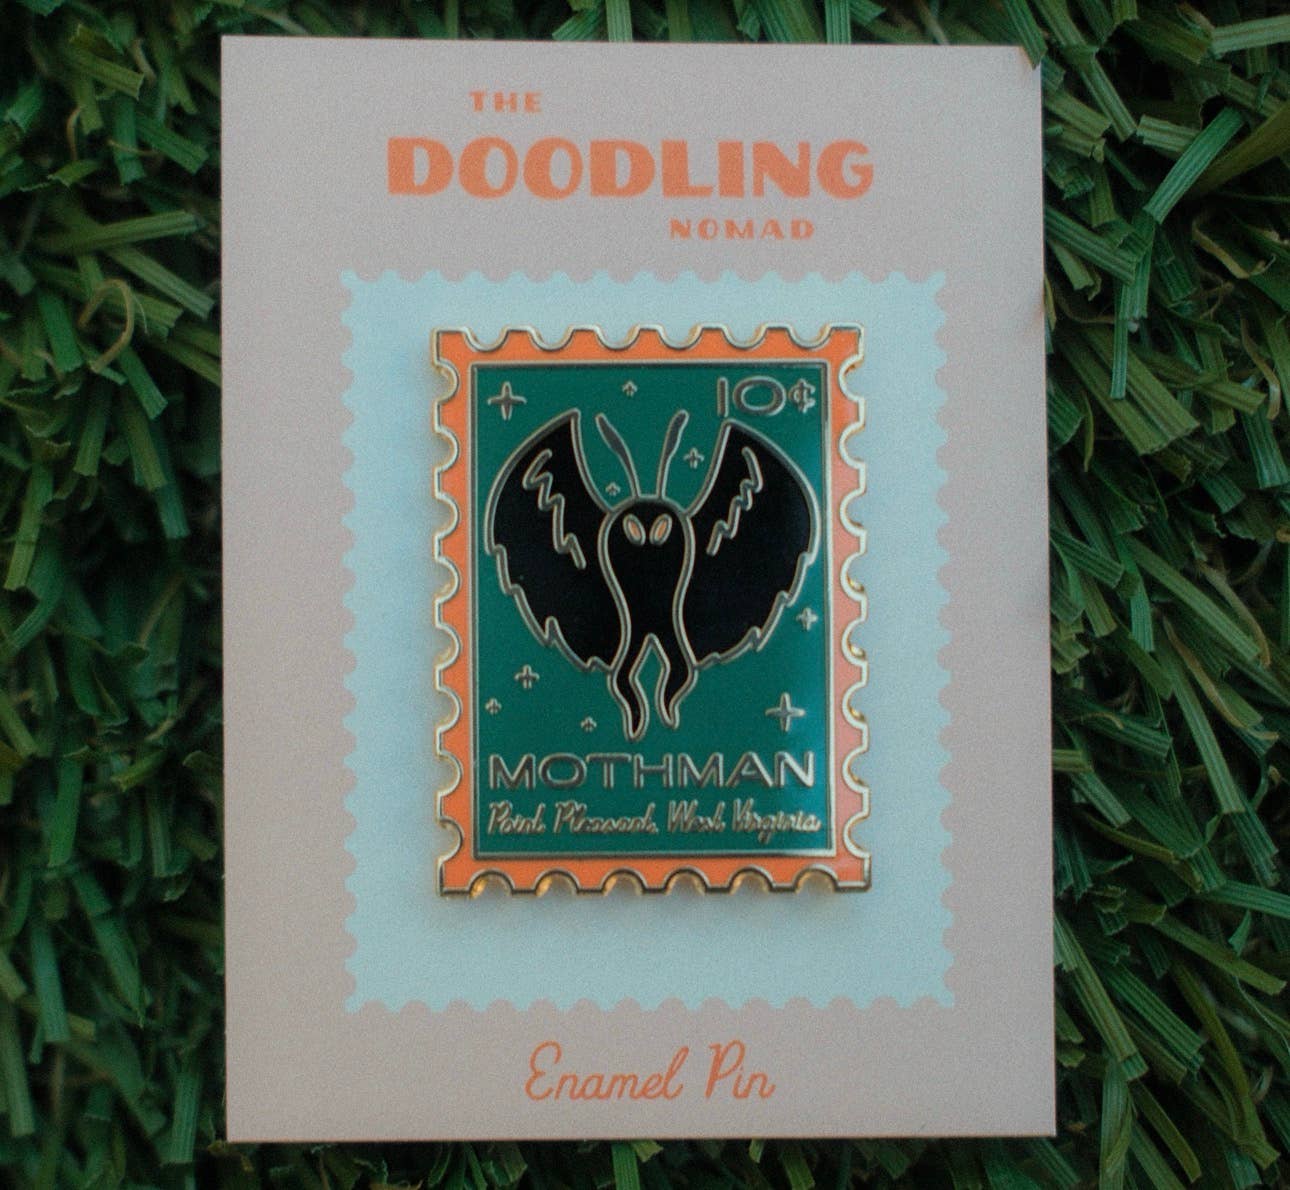 THE
DOODLING
NOMAD
10¢
MOTHMAN
Point Pleasant, West Virginia
Enamel Pin